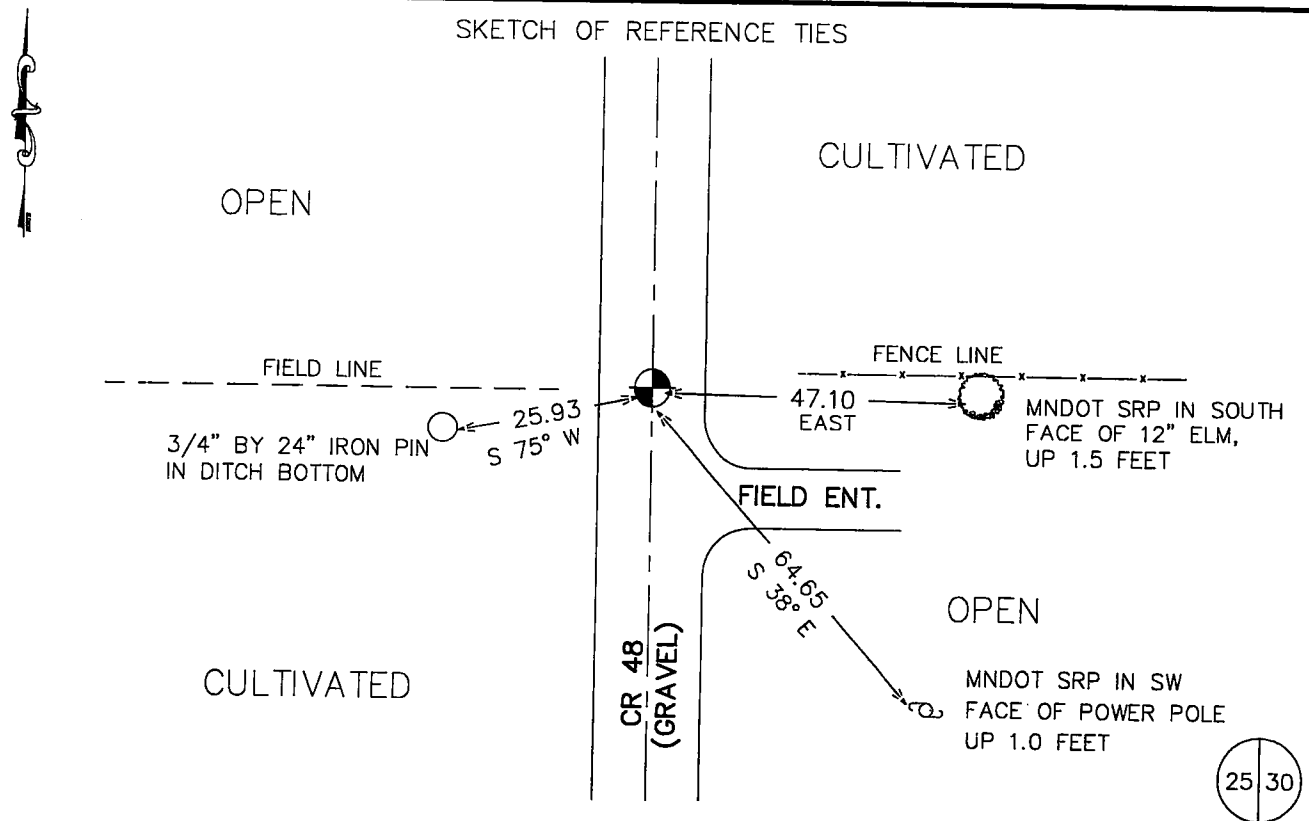 SKETCH OF REFERENCE TIES
CULTIVATED
OPEN
FIELD LINE
FENCE LINE
25.93
S 75° W
47.10
EAST
3/4" BY 24" IRON PIN
IN DITCH BOTTOM
MNDOT SRP IN SOUTH
FACE OF 12" ELM,
UP 1.5 FEET
FIELD ENT.
64.65
S 38° E
OPEN
CULTIVATED
CR 48
(GRAVEL)
MNDOT SRP IN SW
FACE OF POWER POLE
UP 1.0 FEET
25 30